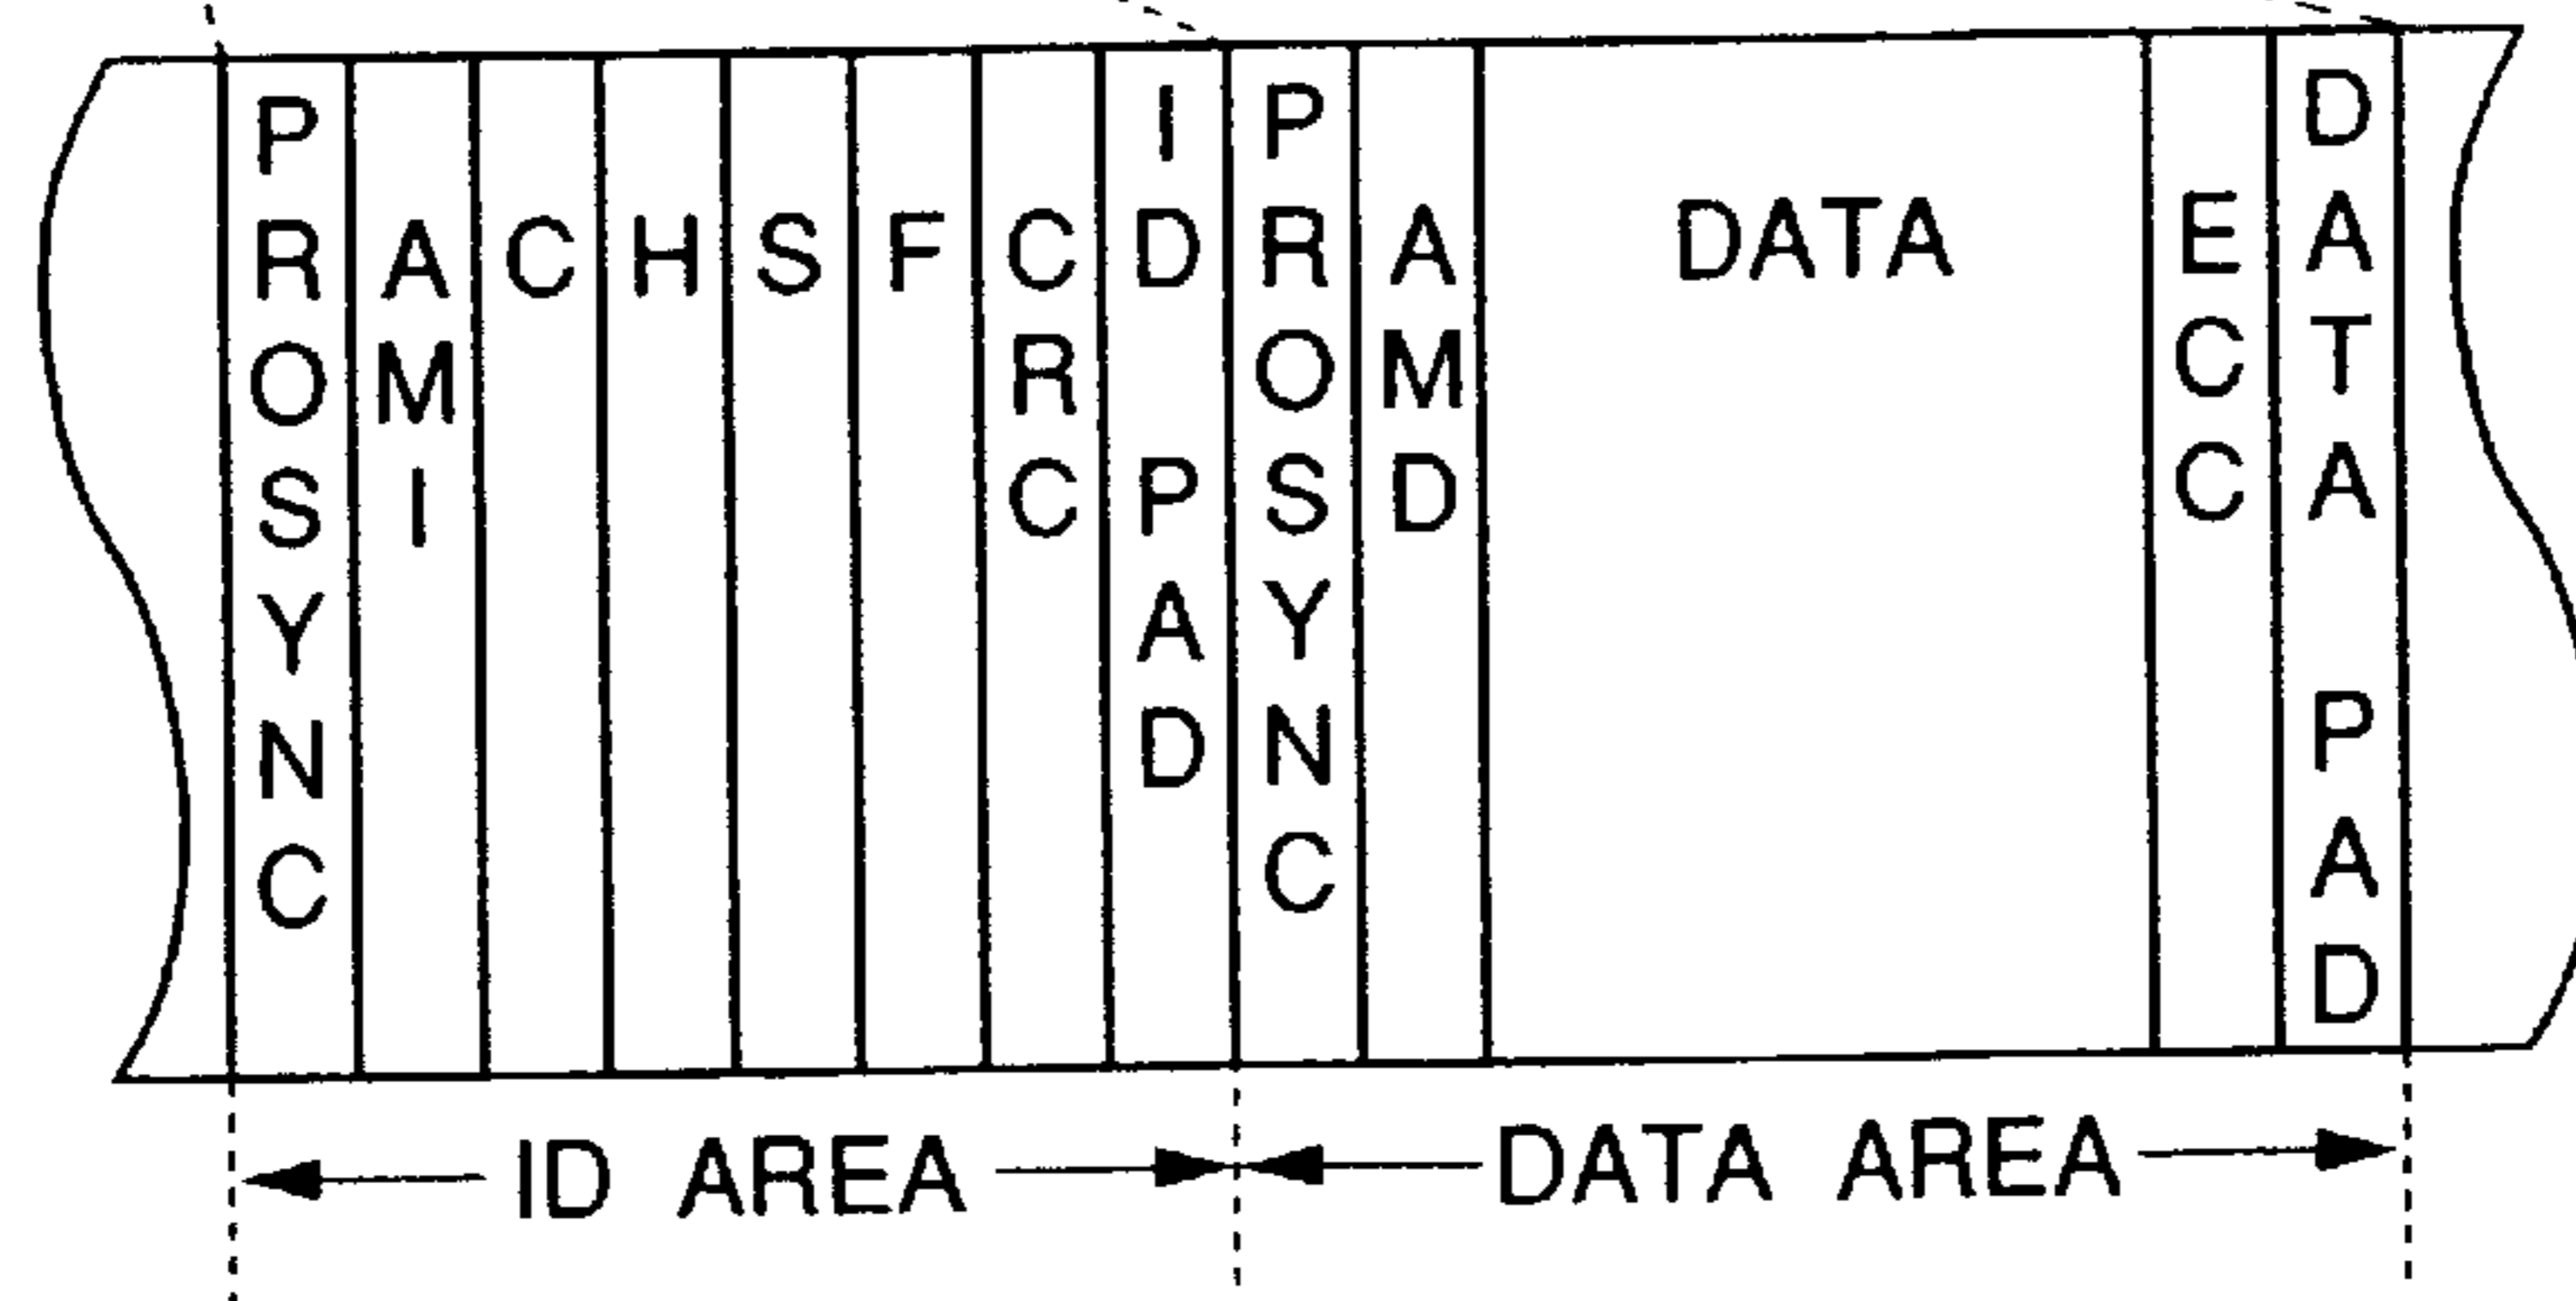 PROSYNC
AMI
C
H
S
F
CRC
ID PAD
PROSYNC
AMD
DATA
ECC
DATA PAD
ID AREA
DATA AREA